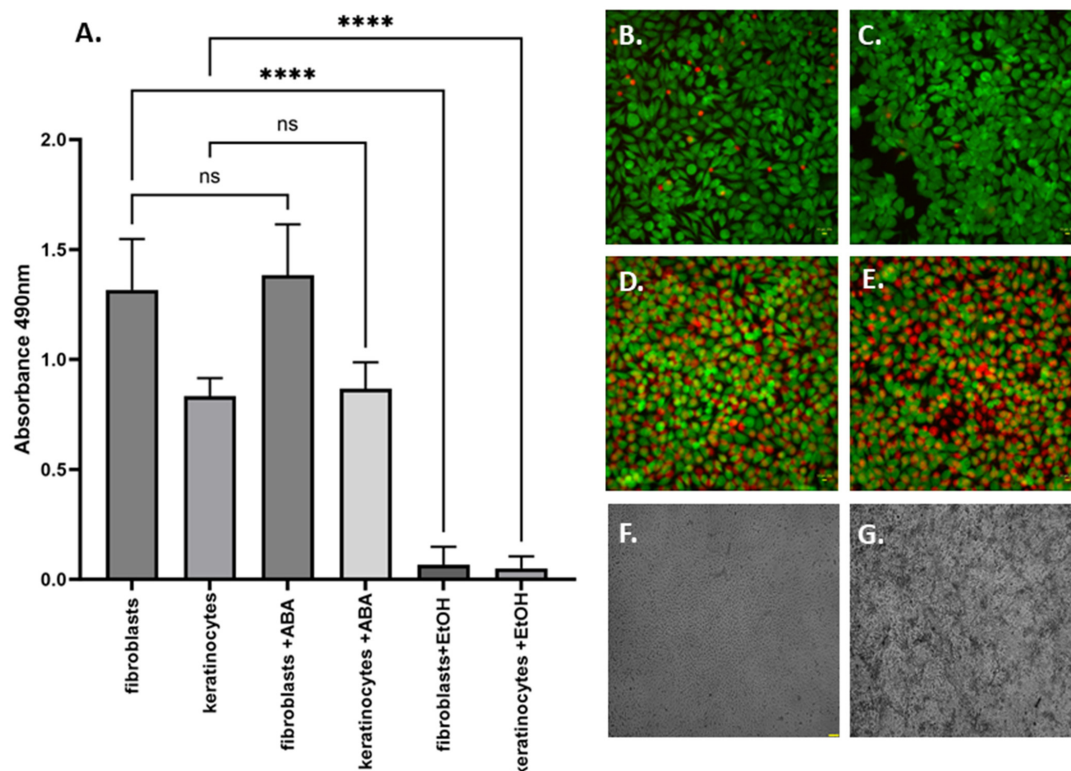 A.
****
****
ns
ns
Absorbance 490nm
2.0
1.5
1.0
0.5
0.0
fibroblasts
keratinocytes
fibroblasts +ABA
keratinocytes +ABA
fibroblasts+EtOH
keratinocytes +EtOH
B.
C.
D.
E.
F.
G.